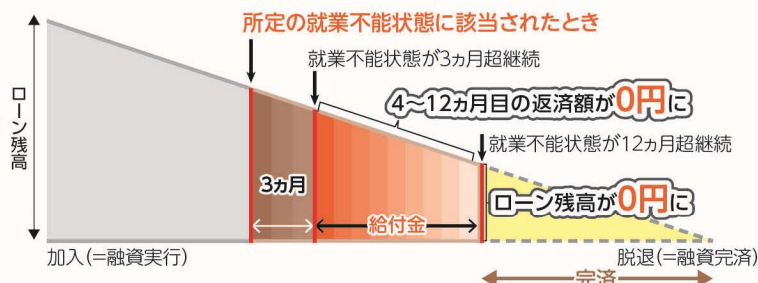 所定の就業不能状態に該当されたとき
就業不能状態が3ヵ月超継続
4〜12ヵ月目の返済額が0円に
就業不能状態が12ヵ月超継続
ローン残高
3ヵ月
給付金
ローン残高が0円に
加入(=融資実行)
脱退(=融資完済)
完済